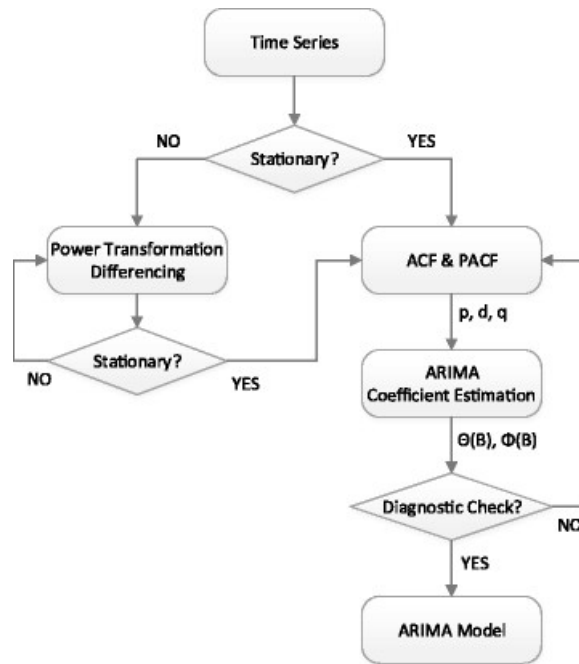 Time Series
NO
YES
Stationary?
Power Transformation
Differencing
ACF & PACF
p, d, q
Stationary?
NO
YES
ARIMA
Coefficient Estimation
Θ(B), Φ(B)
Diagnostic Check?
NO
YES
ARIMA Model